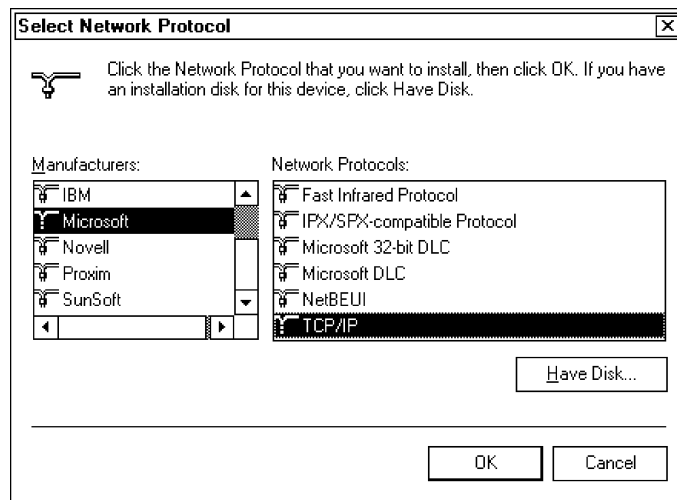 Select Network Protocol
Click the Network Protocol that you want to install, then click OK. If you have
an installation disk for this device, click Have Disk.
Manufacturers:
IBM
Microsoft
Novell
Proxim
SunSoft
Network Protocols:
Fast Infrared Protocol
IPX/SPX-compatible Protocol
Microsoft 32-bit DLC
Microsoft DLC
NetBEUI
TCP/IP
Have Disk...
OK
Cancel